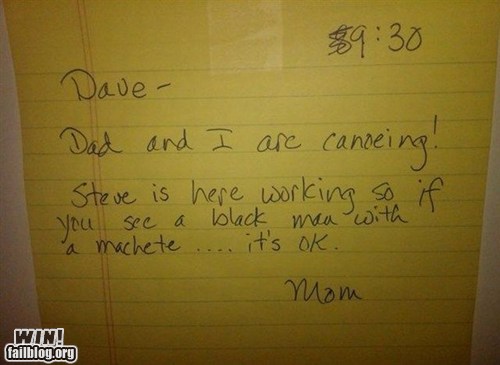 9:30
Dave-
Dad and I are canoeing!
Steve is here working so if
you see a black man with
a machete .... it's OK.
Mom
WIN!
failblog.org